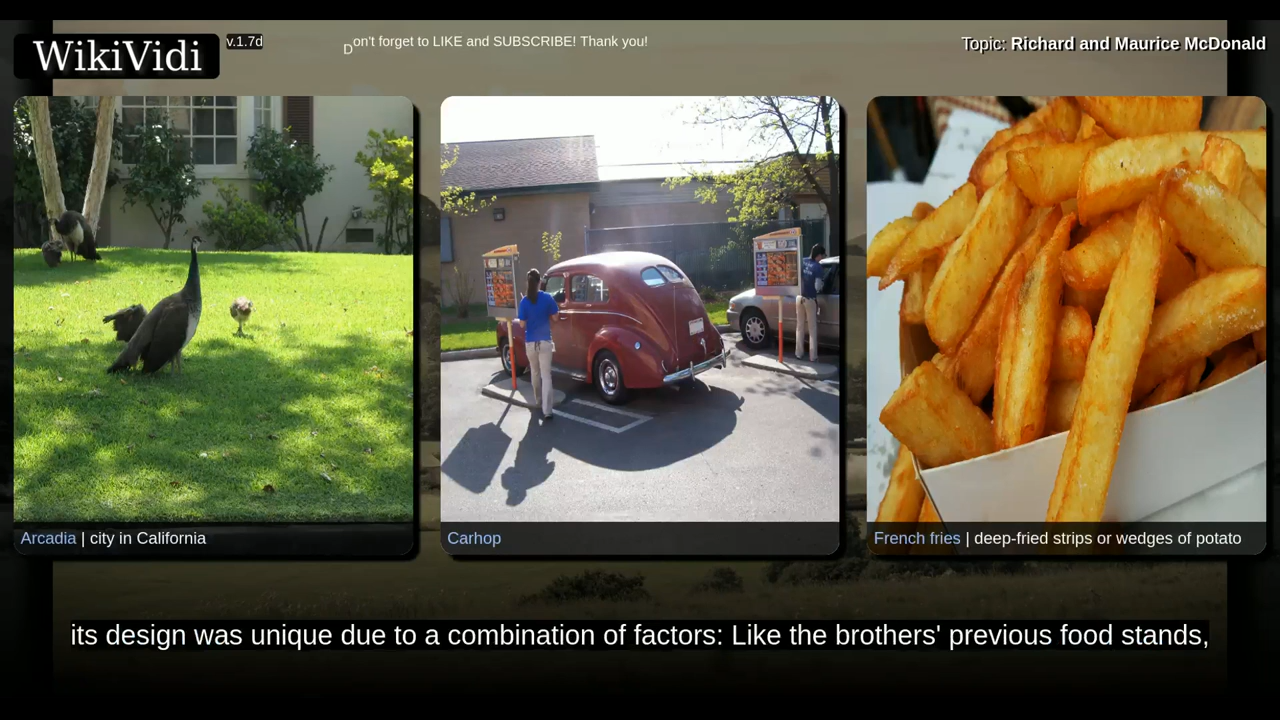 WikiVidi
v.1.7d
Don't forget to LIKE and SUBSCRIBE! Thank you!
Topic: Richard and Maurice McDonald
Arcadia | city in California
Carhop
French fries | deep-fried strips or wedges of potato
its design was unique due to a combination of factors: Like the brothers' previous food stands,